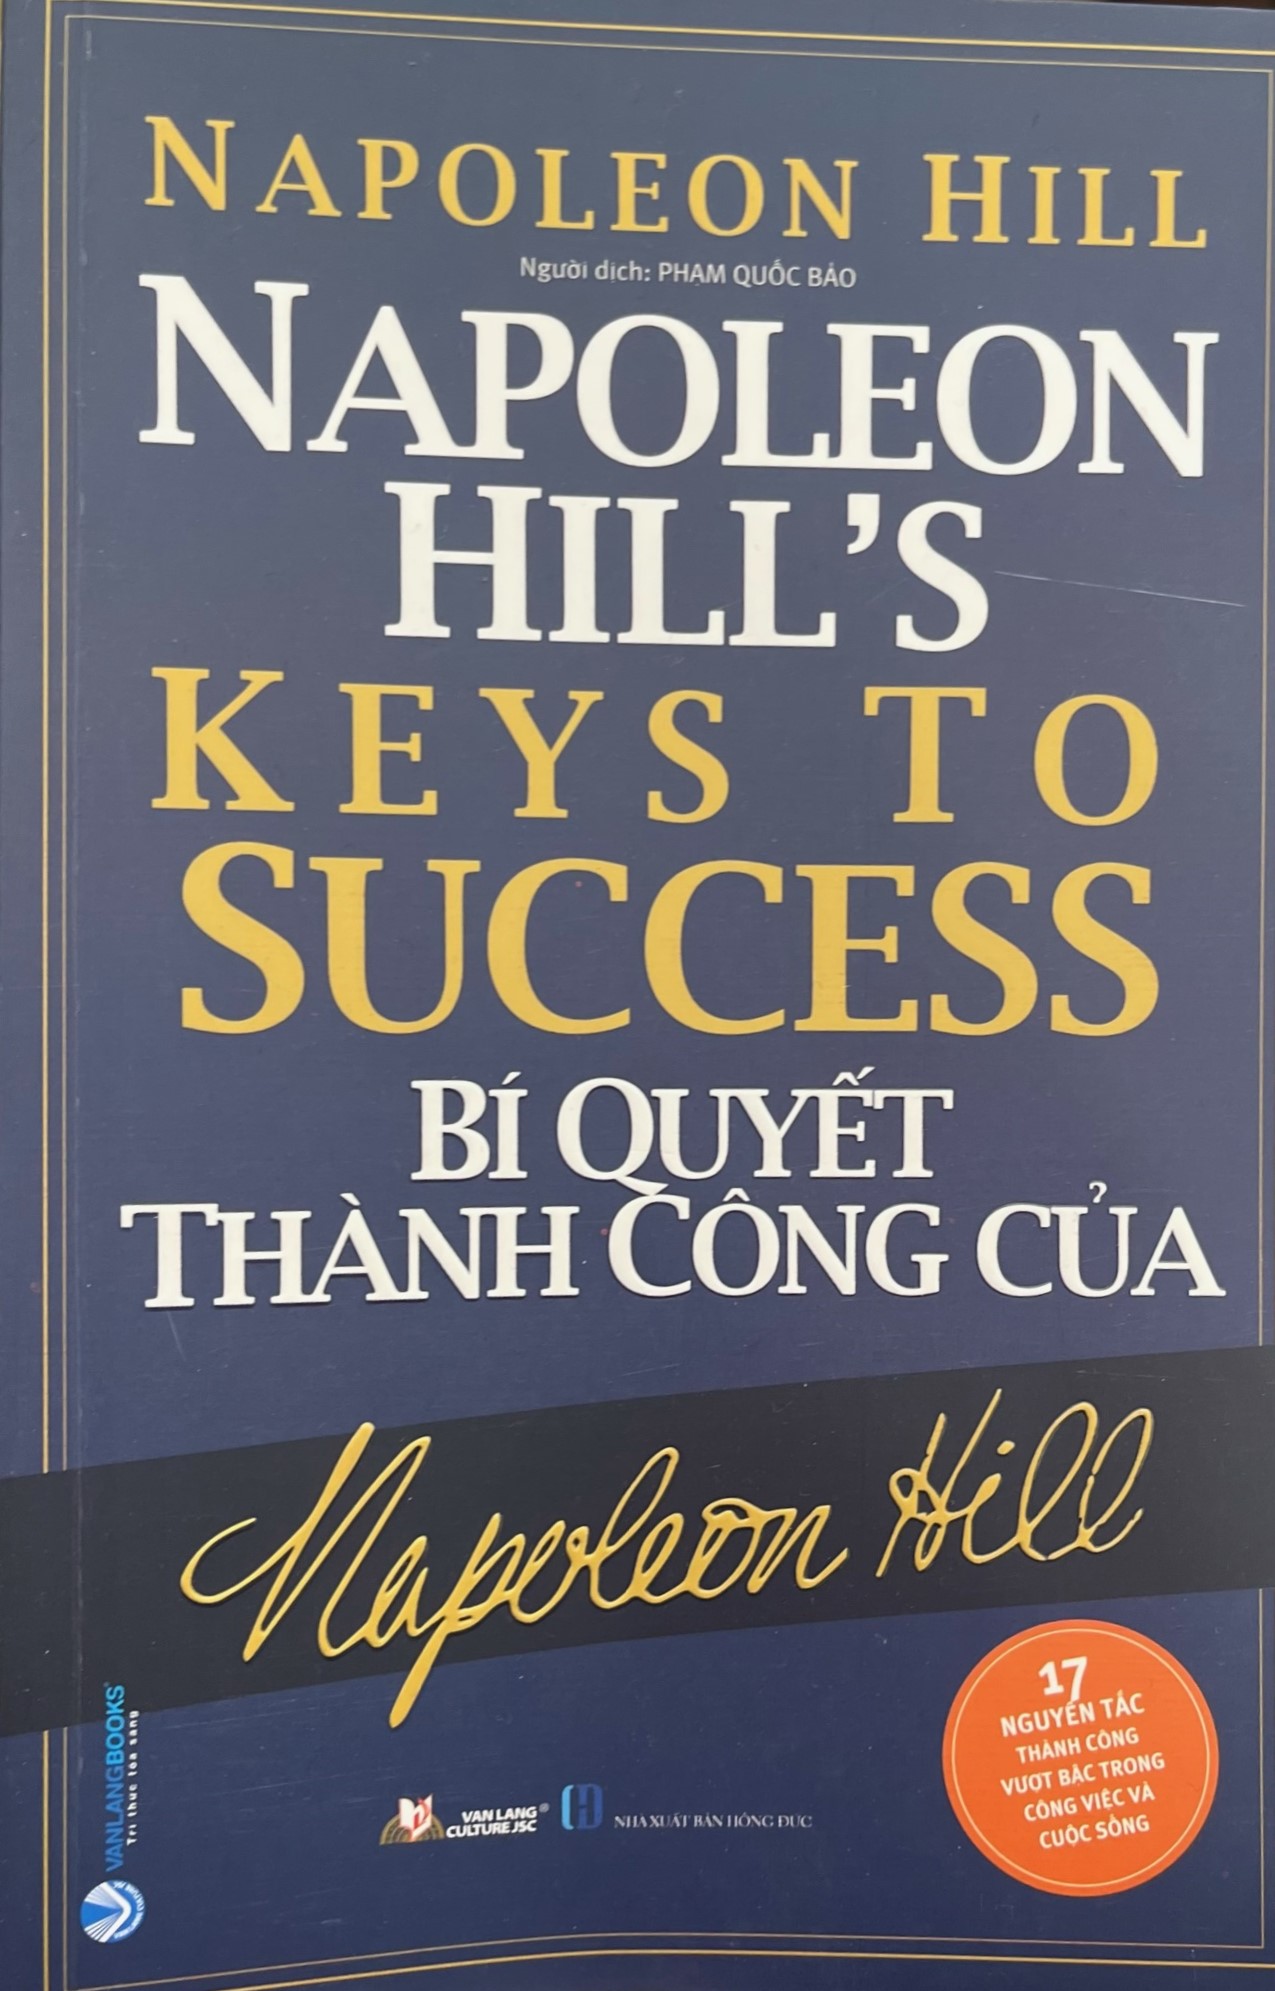 NAPOLEON HILL
Người dịch: PHẠM QUỐC BẢO
NAPOLEON
HILL'S
KEYS TO
SUCCESS
BÍ QUYẾT
THÀNH CÔNG CỦA
Napoleon Hill
17
NGUYÊN TẮC
THÀNH CÔNG
VƯỢT BẬC TRONG
CÔNG VIỆC VÀ
CUỘC SỐNG
VANLANGBOOKS®
Tri thức tỏa sáng
VAN LANG®
CULTURE JSC
NHÀ XUẤT BẢN HỒNG ĐỨC